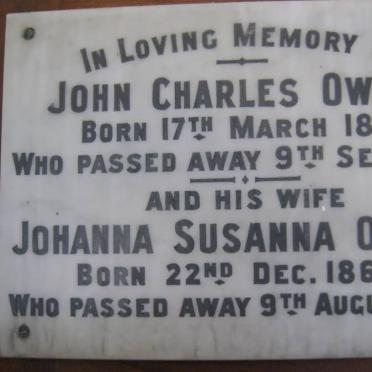 IN LOVING MEMORY
JOHN CHARLES OW
BORN 17TH MARCH 18
WHO PASSED AWAY 9TH SE
AND HIS WIFE
JOHANNA SUSANNA O
BORN 22ND DEC. 186
WHO PASSED AWAY 9TH AUGU